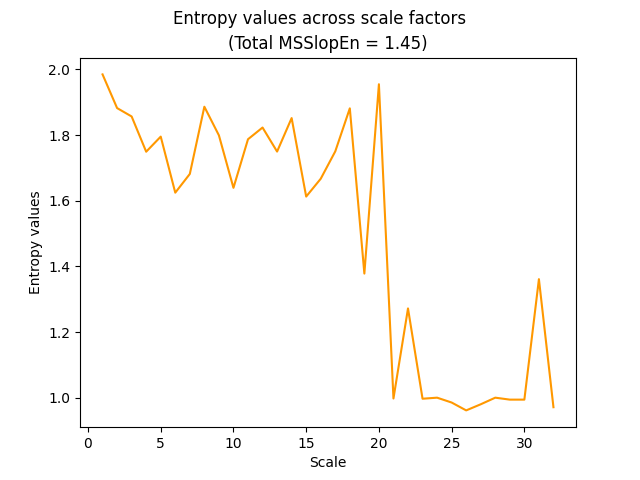 Entropy values across scale factors
(Total MSSlopEn = 1.45)
2.0
1.8
1.6
1.4
1.2
1.0
Entropy values
0 5 10 15 20 25 30
Scale